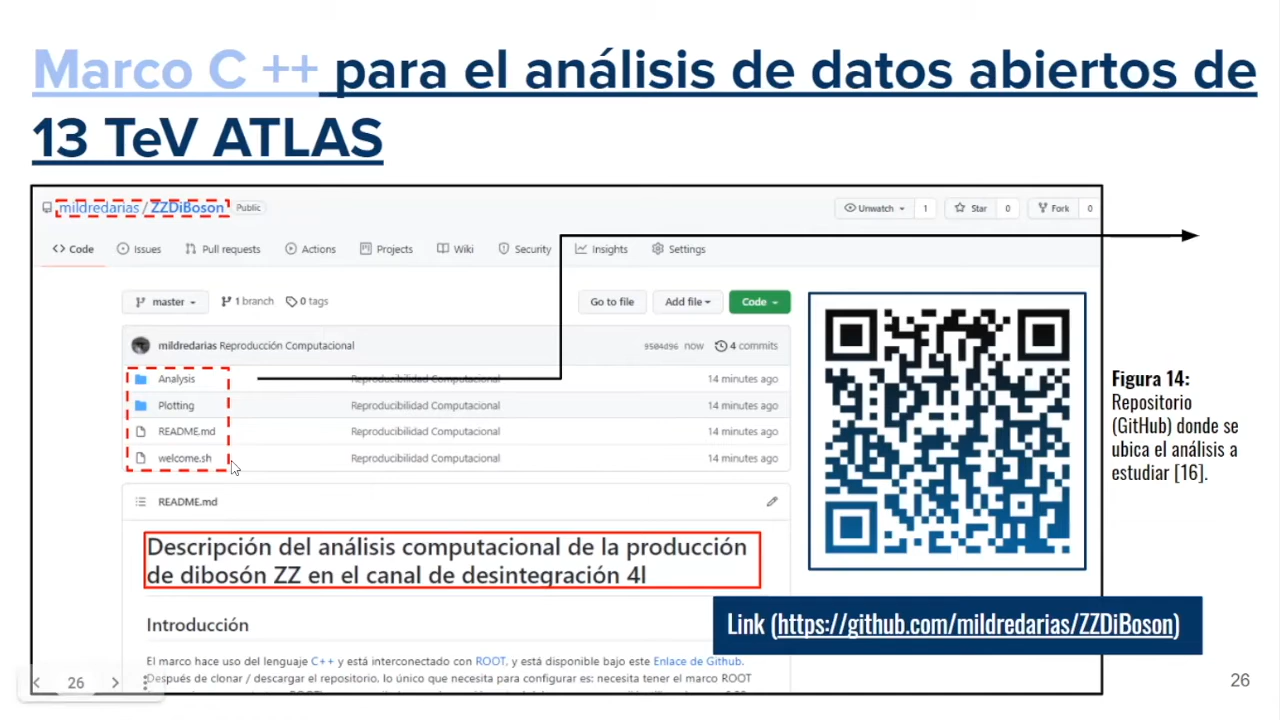 Marco C ++ para el análisis de datos abiertos de
13 TeV ATLAS
mildredarias / ZZDiBoson Public
Unwatch 1 Star 0 Fork 0
Code Issues Pull requests Actions Projects Wiki Security Insights Settings
master 1 branch 0 tags Go to file Add file Code
mildredarias Reproducción Computacional 9504d96 now 4 commits
Analysis Reproducibilidad Computacional 14 minutes ago
Plotting Reproducibilidad Computacional 14 minutes ago
README.md Reproducibilidad Computacional 14 minutes ago
welcome.sh Reproducibilidad Computacional 14 minutes ago
README.md
Descripción del análisis computacional de la producción
de dibosón ZZ en el canal de desintegración 4l
Introducción
El marco hace uso del lenguaje C++ y está interconectado con ROOT, y está disponible bajo este Enlace de Github.
Después de clonar / descargar el repositorio, lo único que necesita para configurar es: necesita tener el marco ROOT
Figura 14:
Repositorio
(GitHub) donde se
ubica el análisis a
estudiar [16].
Link (https://github.com/mildredarias/ZZDiBoson)
26
26